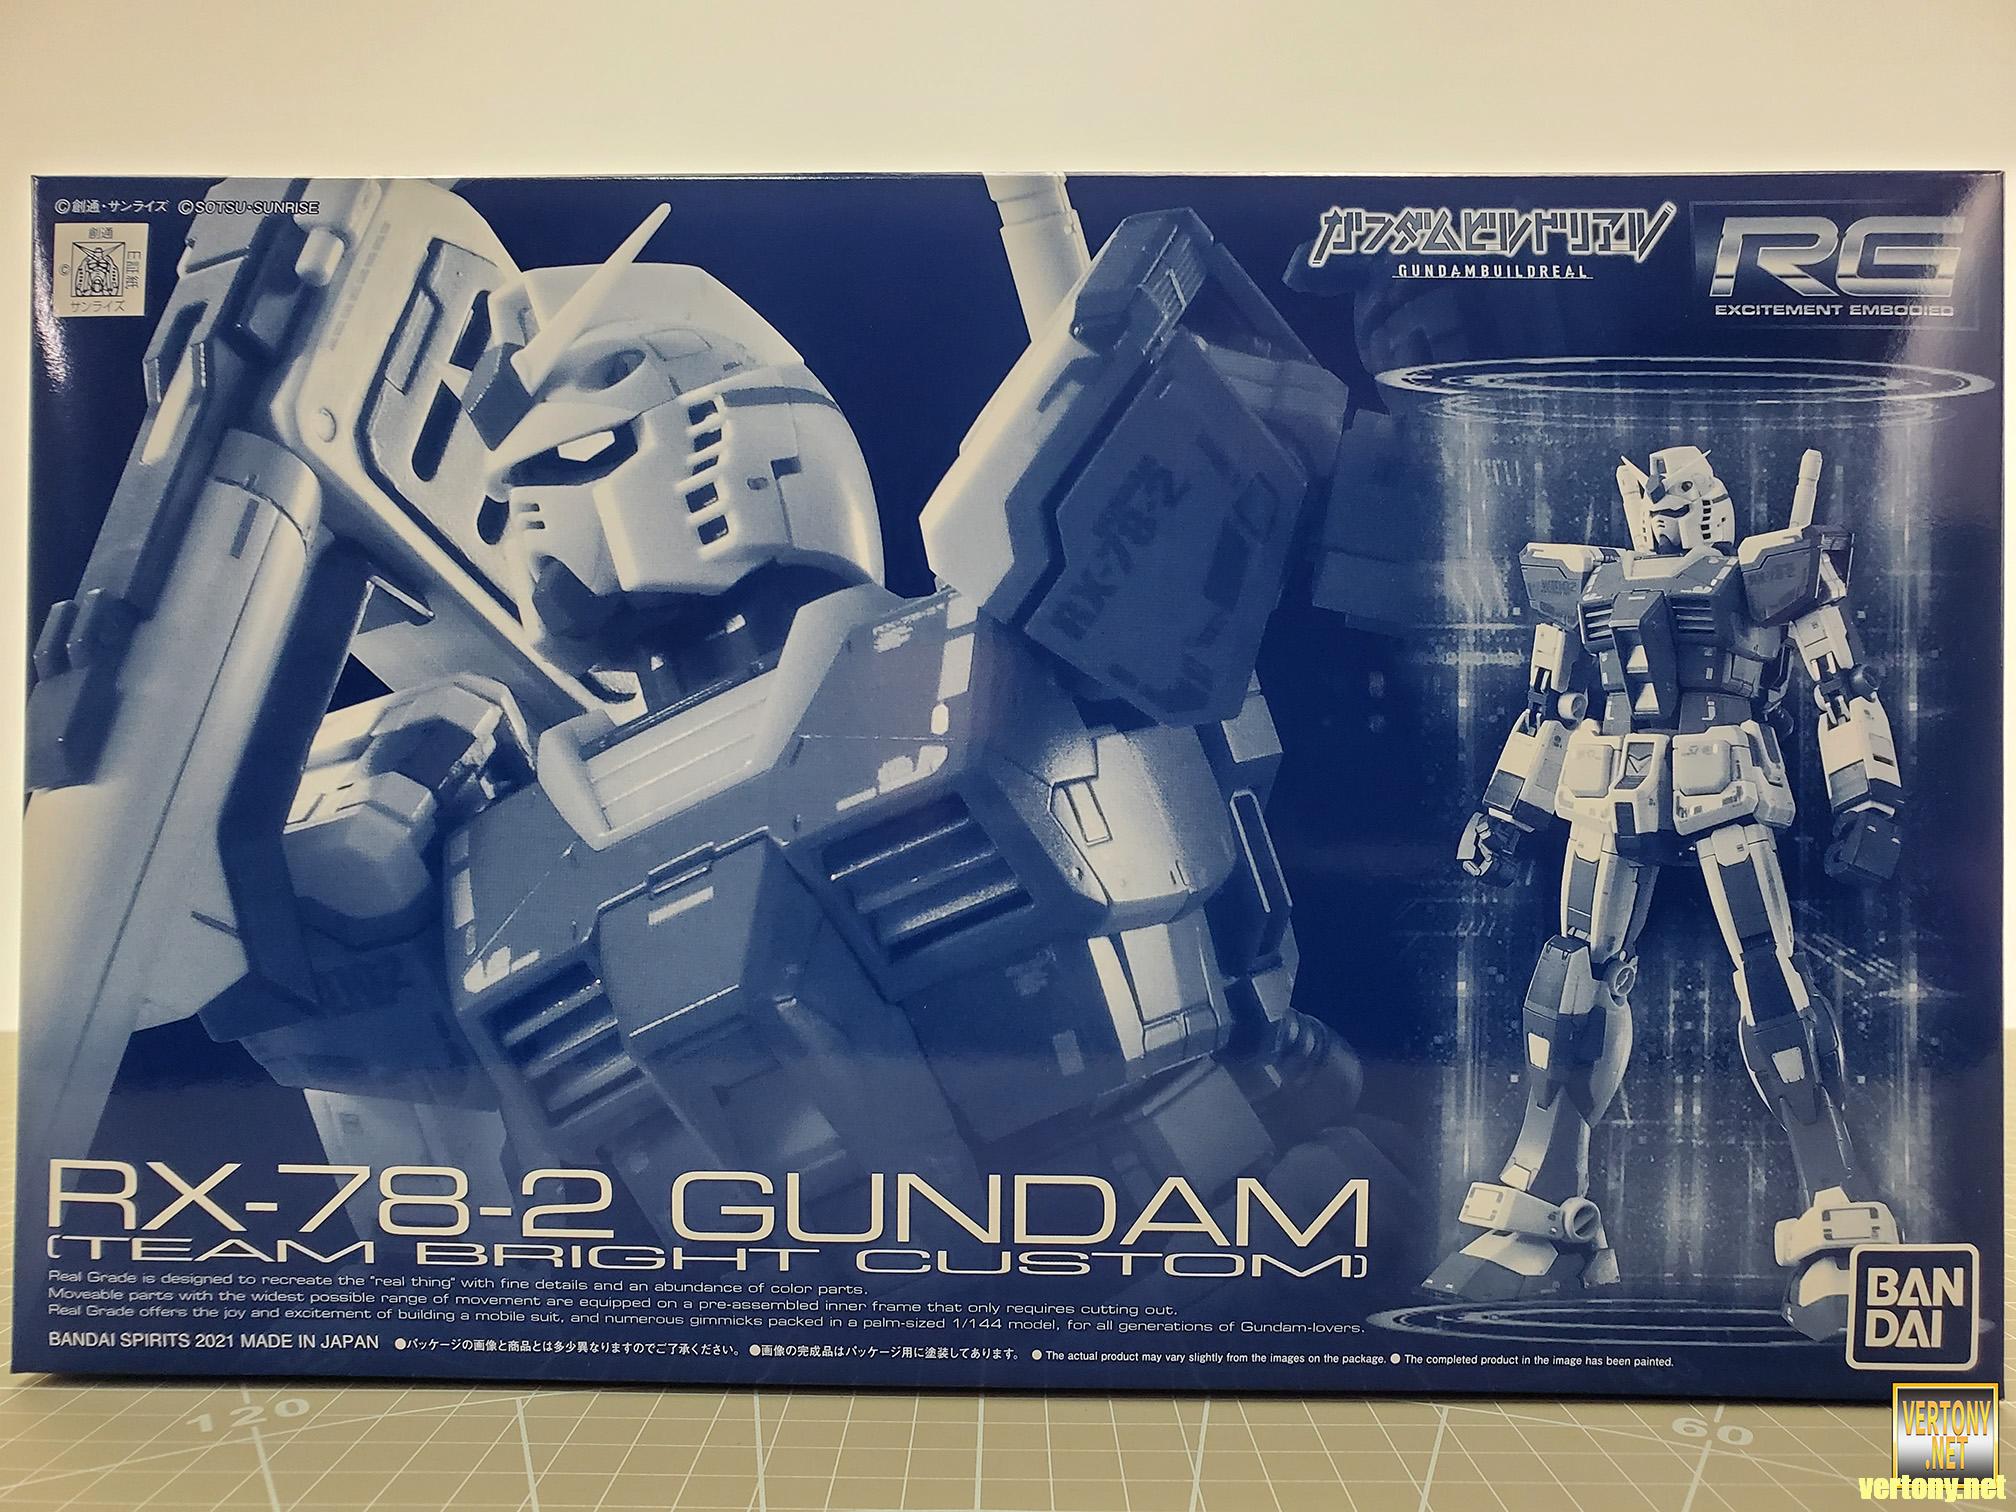 ©創通・サンライズ ©SOTSU・SUNRISE
創通
©
証紙
サンライズ
ガンダムビルドリアル
GUNDAMBUILDREAL
RG
EXCITEMENT EMBODIED
RX-78-2
RX-78-2 GUNDAM
(TEAM BRIGHT CUSTOM)
Real Grade is designed to recreate the "real thing" with fine details and an abundance of color parts.
Moveable parts with the widest possible range of movement are equipped on a pre-assembled inner frame that only requires cutting out.
Real Grade offers the joy and excitement of building a mobile suit, and numerous gimmicks packed in a palm-sized 1/144 model, for all generations of Gundam-lovers.
BANDAI SPIRITS 2021 MADE IN JAPAN ●パッケージの画像と商品とは多少異なりますのでご了承ください。 ●画像の完成品はパッケージ用に塗装してあります。 ● The actual product may vary slightly from the images on the package. ● The completed product in the image has been painted.
BAN
DAI
120
60
VERTONY
.NET
vertony.net